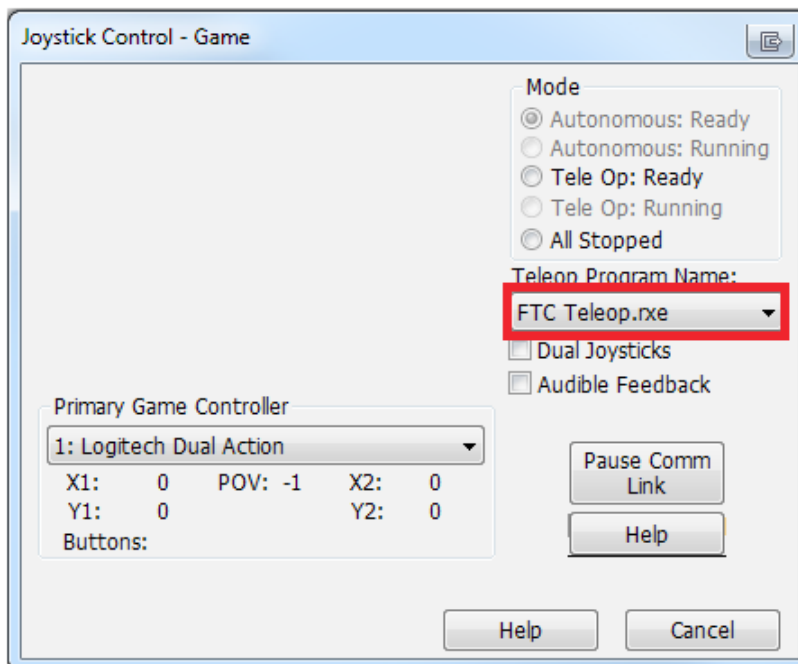 Joystick Control - Game
Mode
Autonomous: Ready
Autonomous: Running
Tele Op: Ready
Tele Op: Running
All Stopped
Teleop Program Name:
FTC Teleop.rxe
Dual Joysticks
Audible Feedback
Primary Game Controller
1: Logitech Dual Action
X1: 0 POV: -1 X2: 0
Y1: 0 Y2: 0
Buttons:
Pause Comm
Link
Help
Help Cancel